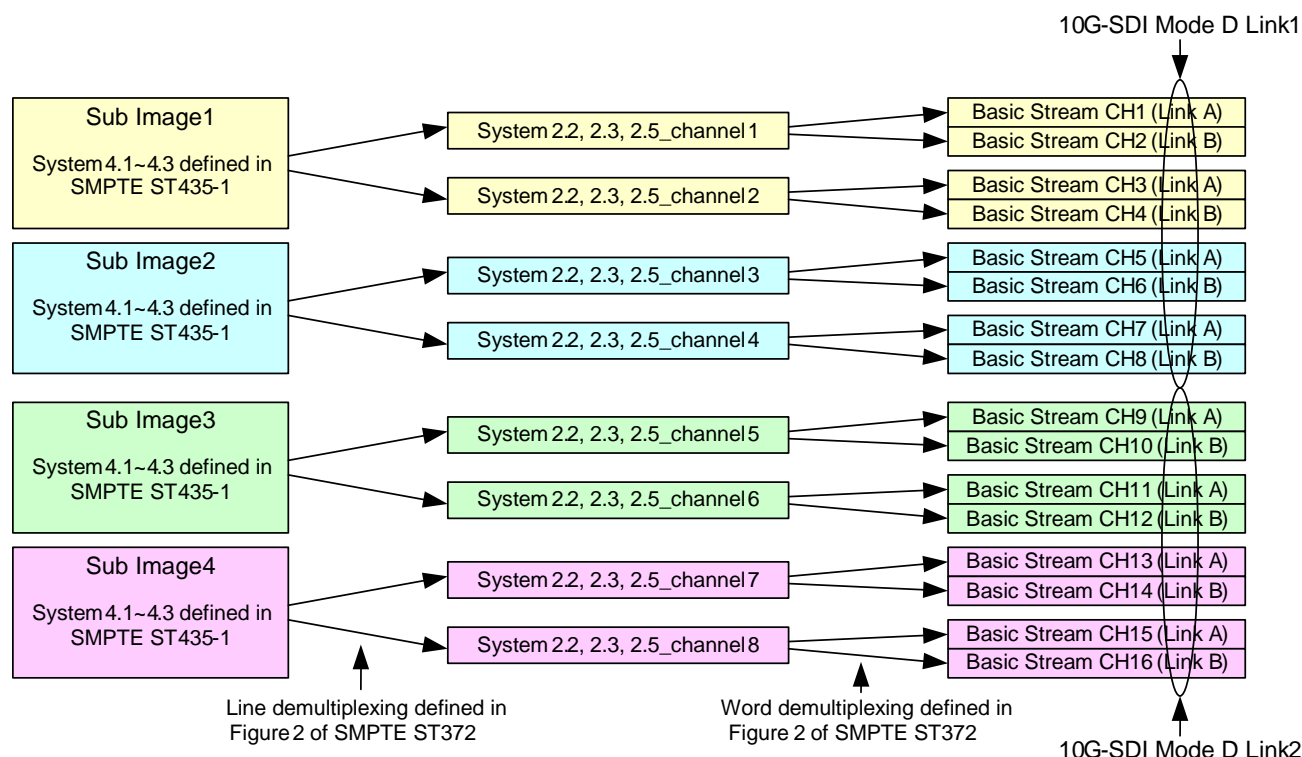 10G-SDI Mode D Link1
Sub Image1
System 4.1~4.3 defined in
SMPTE ST435-1
System 2.2, 2.3, 2.5_channel 1
System 2.2, 2.3, 2.5_channel 2
Basic Stream CH1 (Link A)
Basic Stream CH2 (Link B)
Basic Stream CH3 (Link A)
Basic Stream CH4 (Link B)
Sub Image2
System 4.1~4.3 defined in
SMPTE ST435-1
System 2.2, 2.3, 2.5_channel 3
System 2.2, 2.3, 2.5_channel 4
Basic Stream CH5 (Link A)
Basic Stream CH6 (Link B)
Basic Stream CH7 (Link A)
Basic Stream CH8 (Link B)
Sub Image3
System 4.1~4.3 defined in
SMPTE ST435-1
System 2.2, 2.3, 2.5_channel 5
System 2.2, 2.3, 2.5_channel 6
Basic Stream CH9 (Link A)
Basic Stream CH10 (Link B)
Basic Stream CH11 (Link A)
Basic Stream CH12 (Link B)
Sub Image4
System 4.1~4.3 defined in
SMPTE ST435-1
System 2.2, 2.3, 2.5_channel 7
System 2.2, 2.3, 2.5_channel 8
Basic Stream CH13 (Link A)
Basic Stream CH14 (Link B)
Basic Stream CH15 (Link A)
Basic Stream CH16 (Link B)
Line demultiplexing defined in
Figure 2 of SMPTE ST372
Word demultiplexing defined in
Figure 2 of SMPTE ST372
10G-SDI Mode D Link2